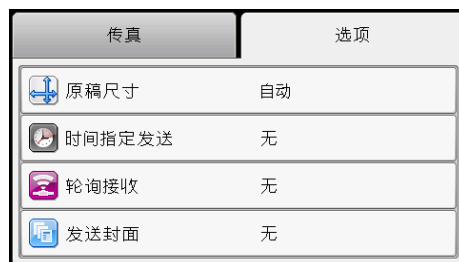 传真 选项
原稿尺寸 自动
时间指定发送 无
轮询接收 无
发送封面 无